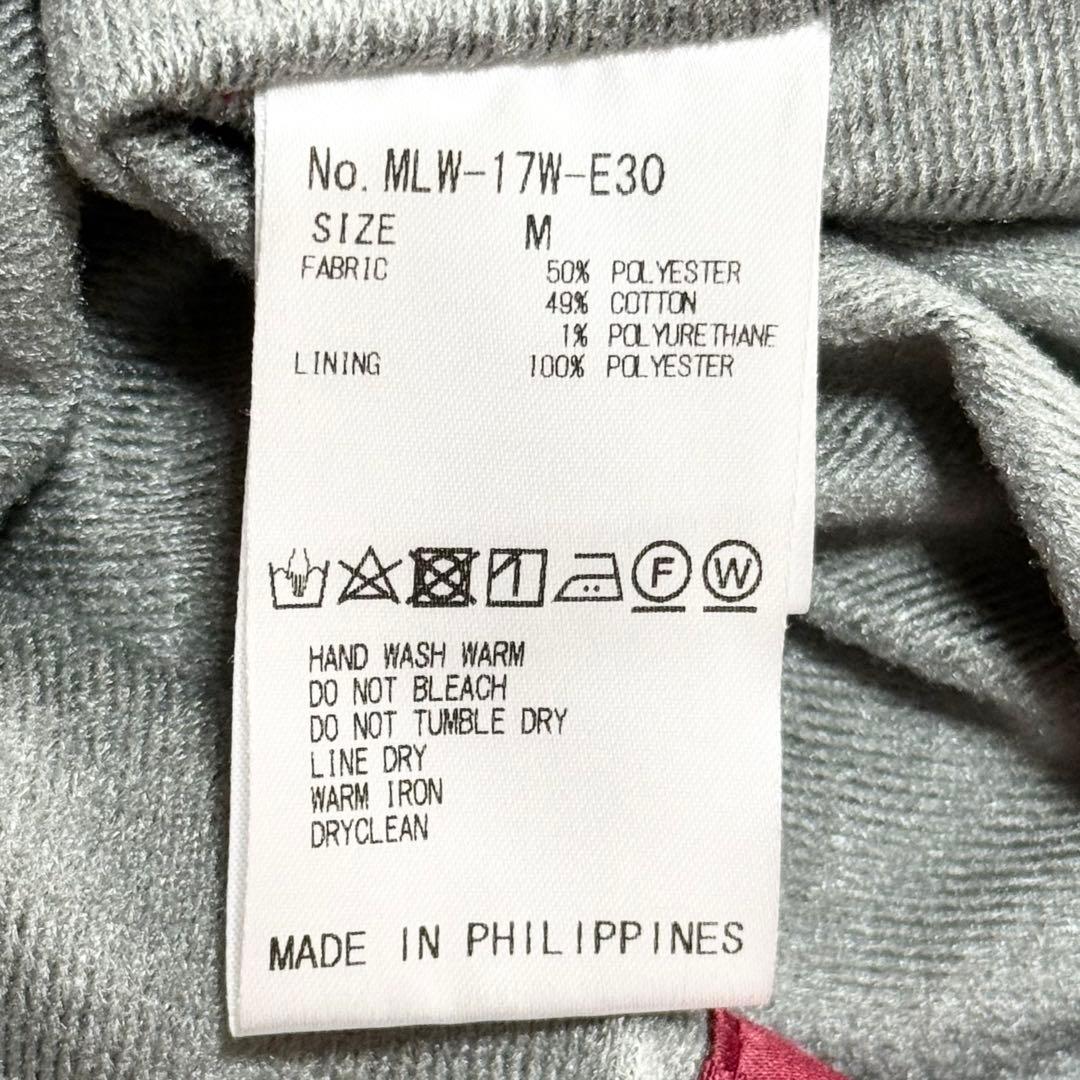 No. MLW-17W-E30
SIZE M
FABRIC 50% POLYESTER
49% COTTON
1% POLYURETHANE
LINING 100% POLYESTER
F W
HAND WASH WARM
DO NOT BLEACH
DO NOT TUMBLE DRY
LINE DRY
WARM IRON
DRYCLEAN
MADE IN PHILIPPINES